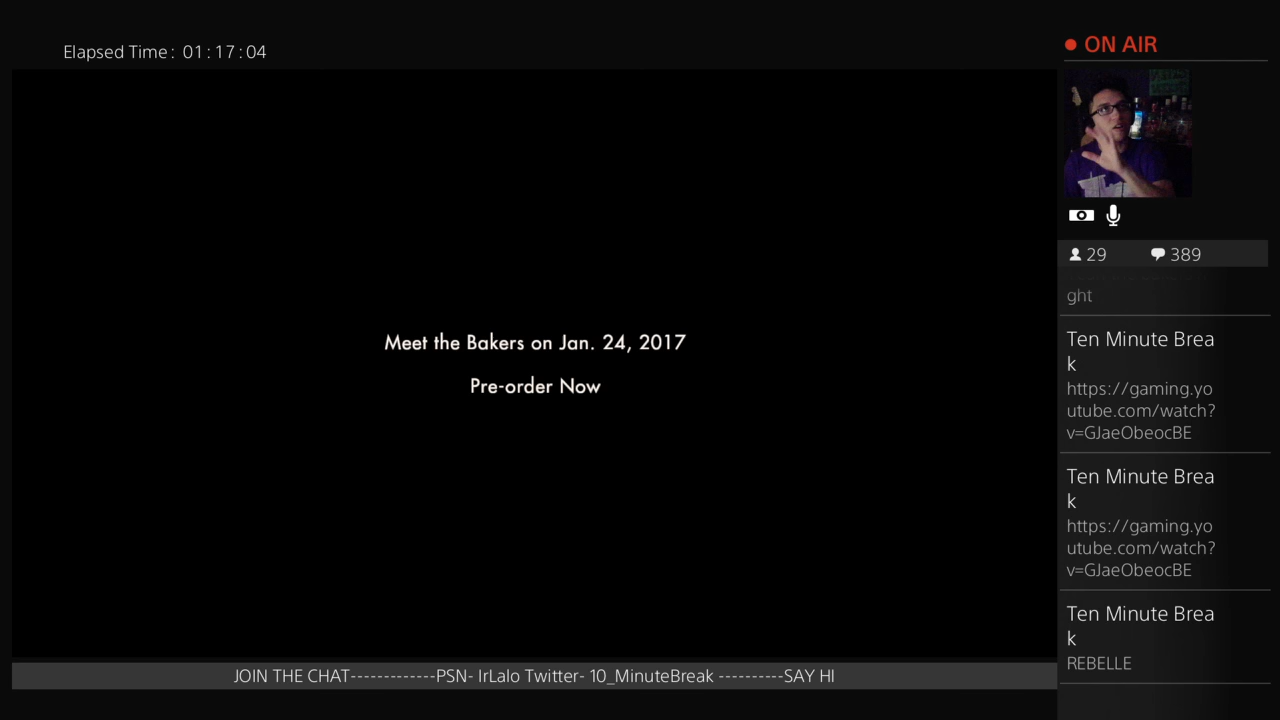 Elapsed Time: 01:17:04
ON AIR
29 389
ght
Ten Minute Brea
k
https://gaming.yo
utube.com/watch?
v=GJaeObeocBE
Ten Minute Brea
k
https://gaming.yo
utube.com/watch?
v=GJaeObeocBE
Ten Minute Brea
k
REBELLE
Meet the Bakers on Jan. 24, 2017
Pre-order Now
JOIN THE CHAT-------------PSN- IrLalo Twitter- 10_MinuteBreak ----------SAY HI